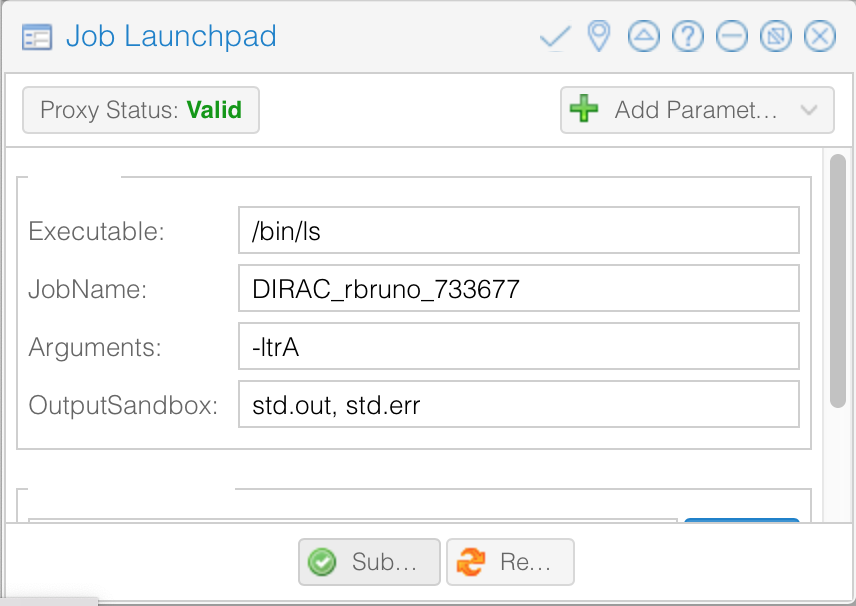 Job Launchpad
Proxy Status: Valid
Add Paramet...
Executable: /bin/ls
JobName: DIRAC_rbruno_733677
Arguments: -ltrA
OutputSandbox: std.out, std.err
Sub...
Re...